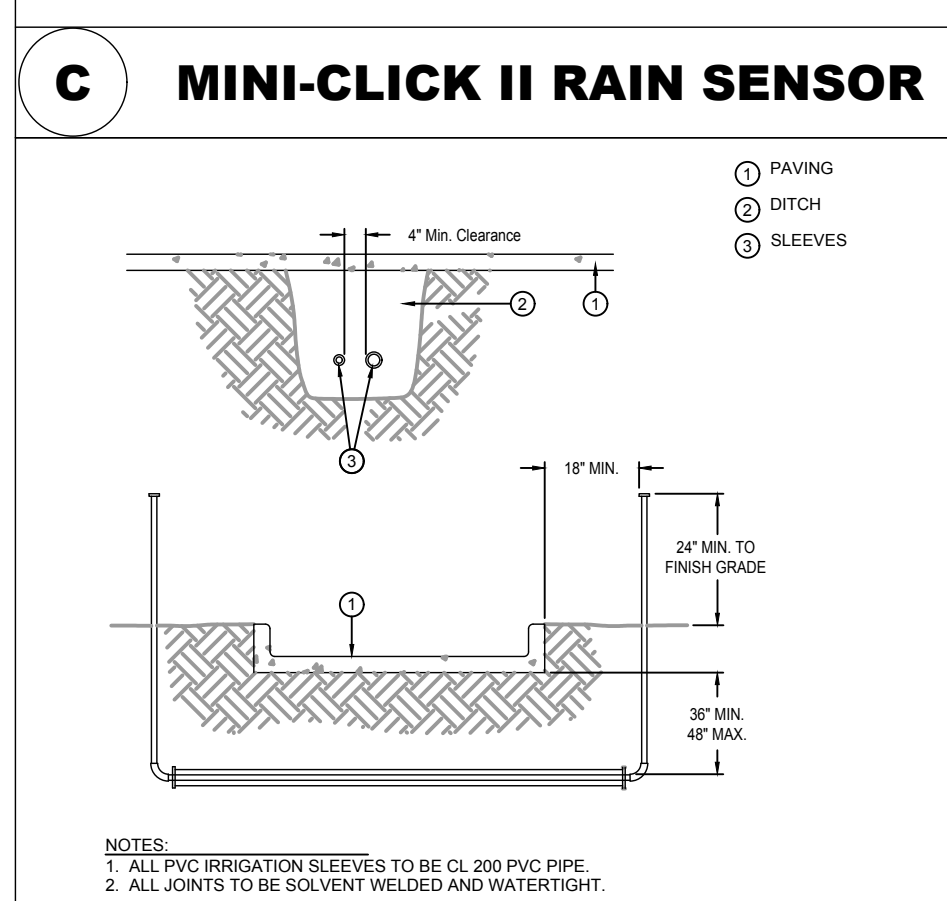 C
MINI-CLICK II RAIN SENSOR
1 PAVING
2 DITCH
3 SLEEVES
4" Min. Clearance
2
1
3
18" MIN.
24" MIN. TO
FINISH GRADE
1
36" MIN.
48" MAX.
NOTES:
1. ALL PVC IRRIGATION SLEEVES TO BE CL 200 PVC PIPE.
2. ALL JOINTS TO BE SOLVENT WELDED AND WATERTIGHT.